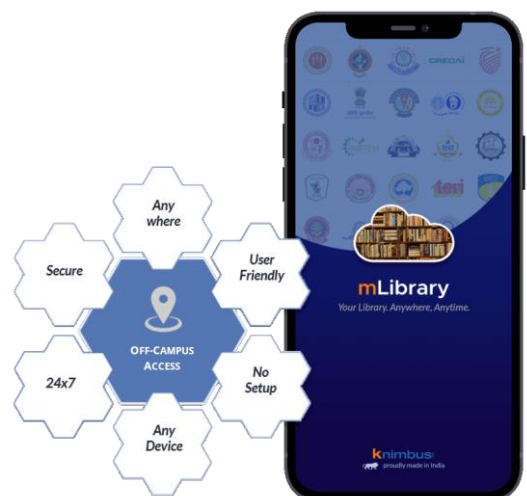 Any
where
Secure
User
Friendly
OFF-CAMPUS
ACCESS
24x7
No
Setup
Any
Device
CREDAI
teri
mLibrary
Your Library. Anywhere, Anytime.
knimbus
proudly made in India